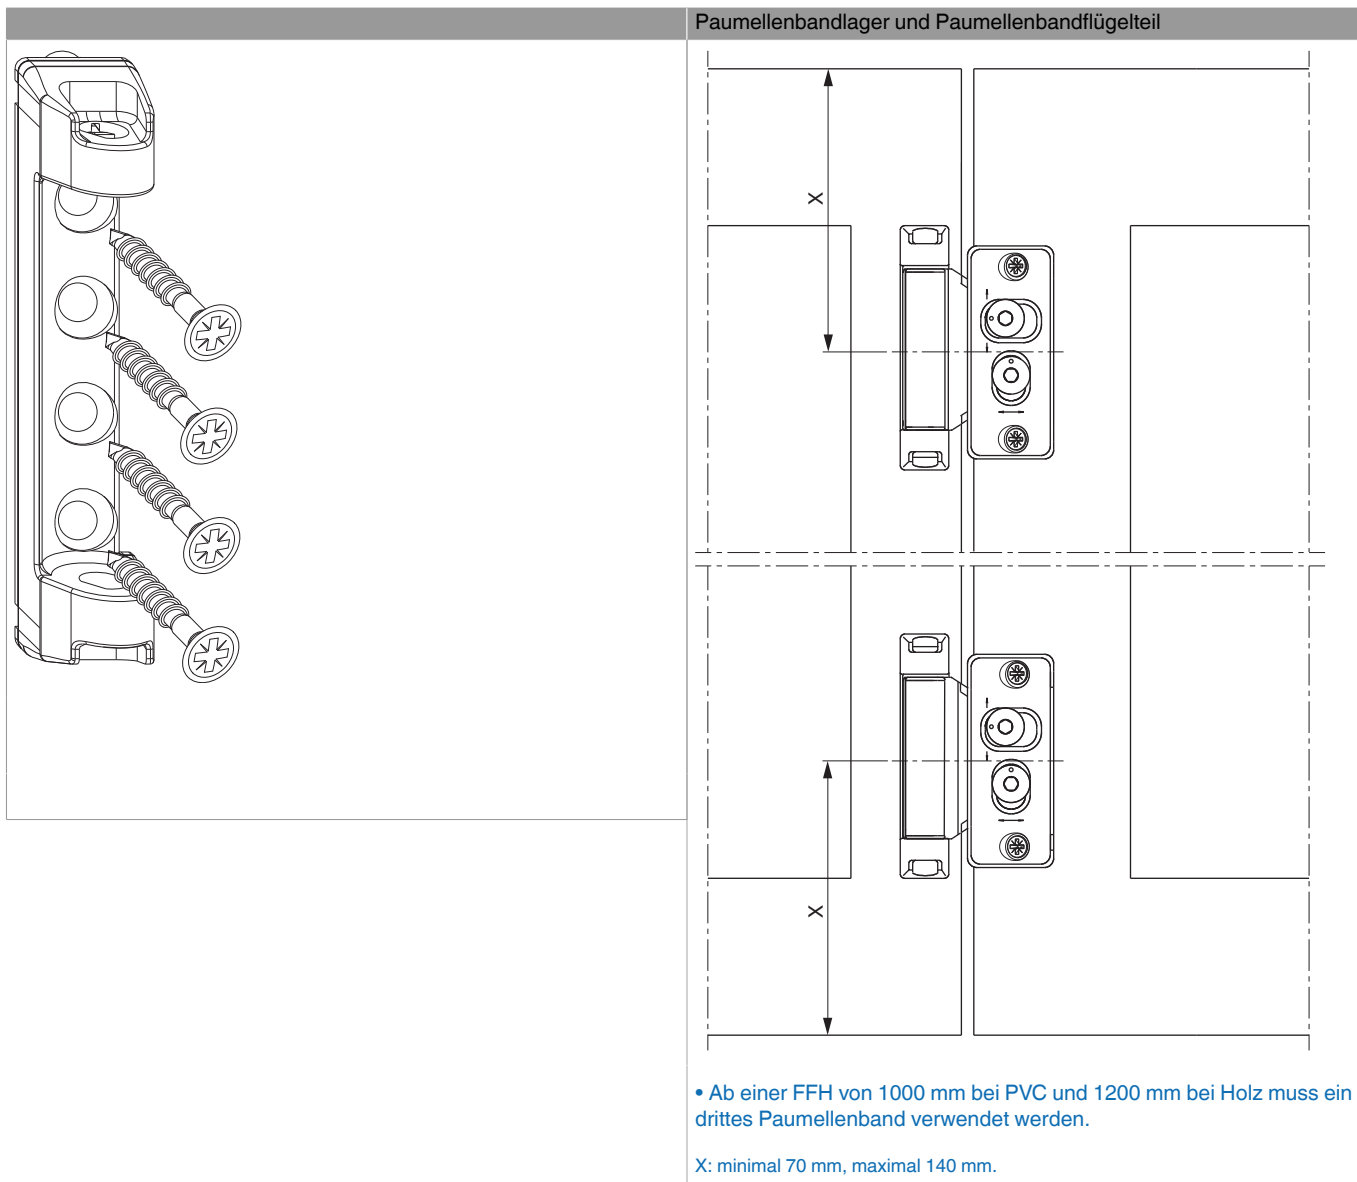 Paumellenbandlager und Paumellenbandflügelteil
X
X
• Ab einer FFH von 1000 mm bei PVC und 1200 mm bei Holz muss ein
drittes Paumellenband verwendet werden.
X: minimal 70 mm, maximal 140 mm.